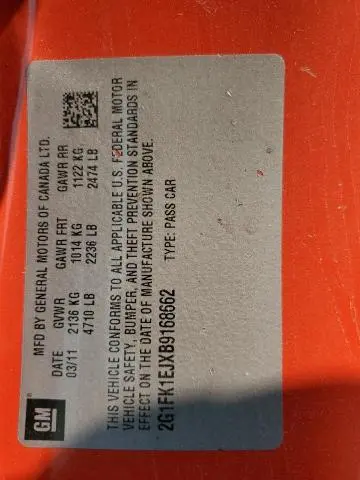 GM
MFD BY GENERAL MOTORS OF CANADA LTD.
DATE GVWR GAWR FRT GAWR RR
03/11 2136 KG 1014 KG 1122 KG
4710 LB 2236 LB 2474 LB
THIS VEHICLE CONFORMS TO ALL APPLICABLE U.S. FEDERAL MOTOR
VEHICLE SAFETY, BUMPER, AND THEFT PREVENTION STANDARDS IN
EFFECT ON THE DATE OF MANUFACTURE SHOWN ABOVE.
2G1FK1EJXB9168662 TYPE: PASS CAR